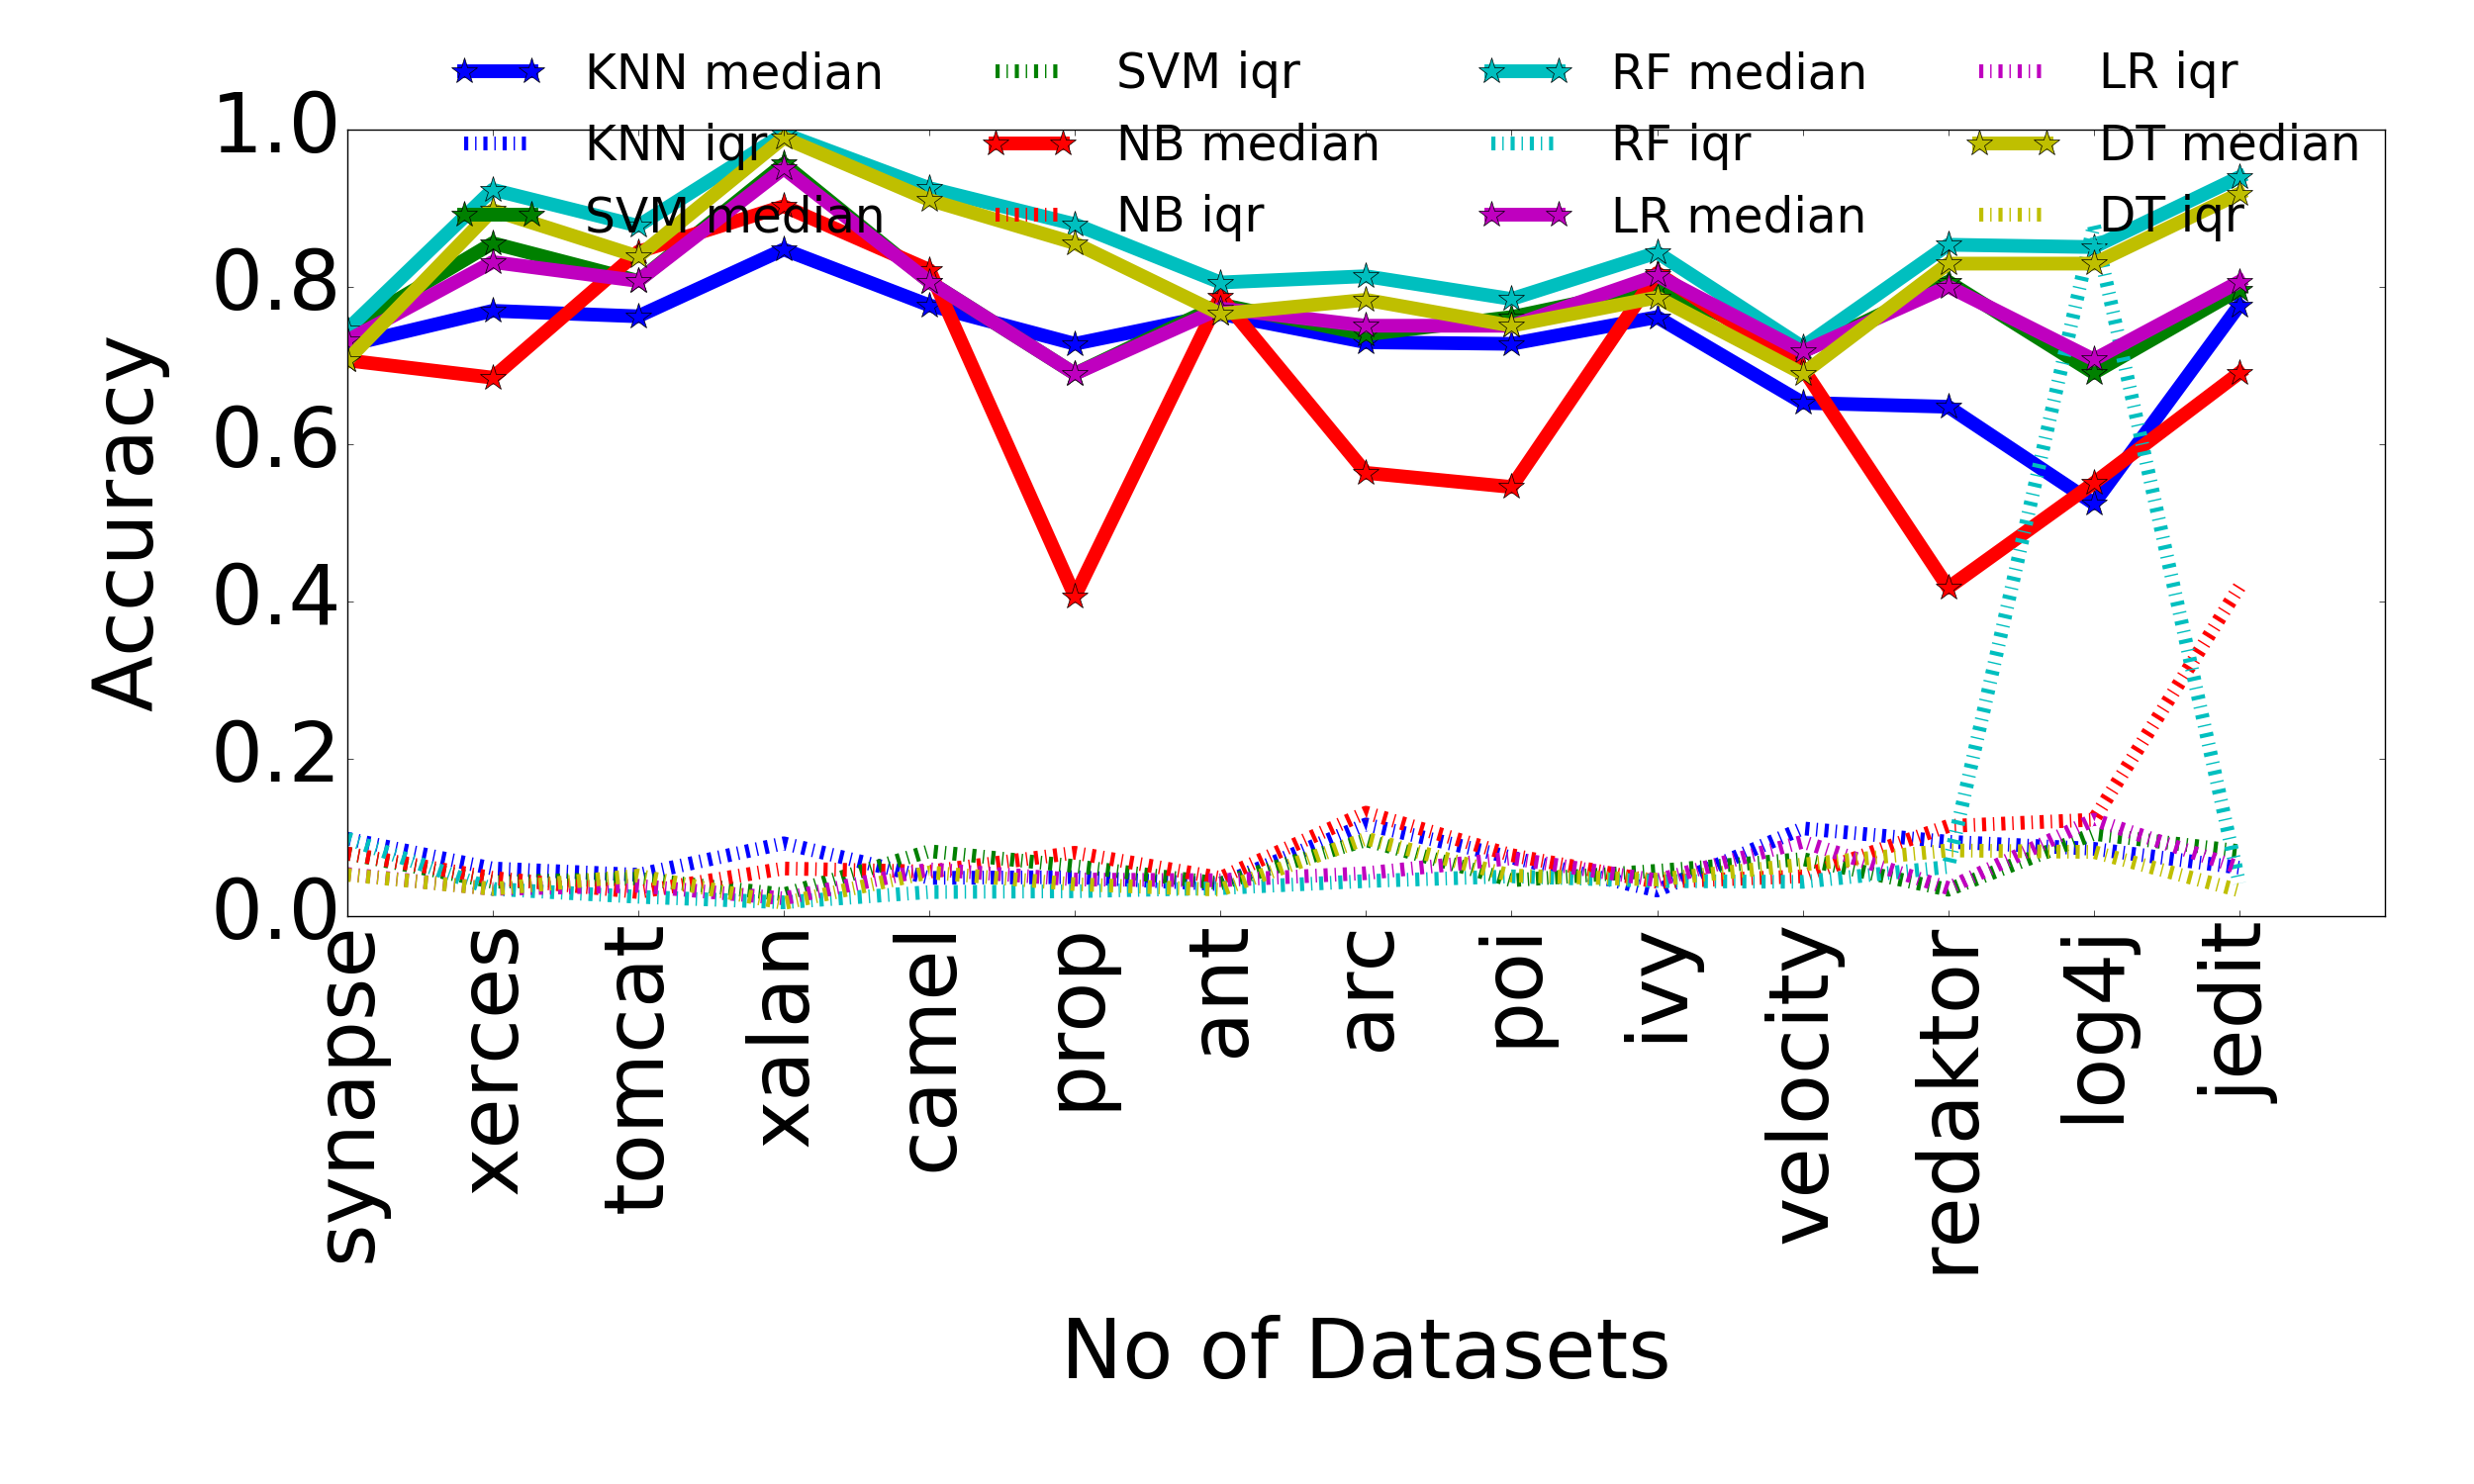 KNN median
KNN iqr
SVM median
SVM iqr
NB median
NB iqr
RF median
RF iqr
LR median
LR iqr
DT median
DT iqr
Accuracy
1.0
0.8
0.6
0.4
0.2
0.0
synapse
xerces
tomcat
xalan
camel
prop
ant
arc
poi
ivy
velocity
redaktor
log4j
jedit
No of Datasets